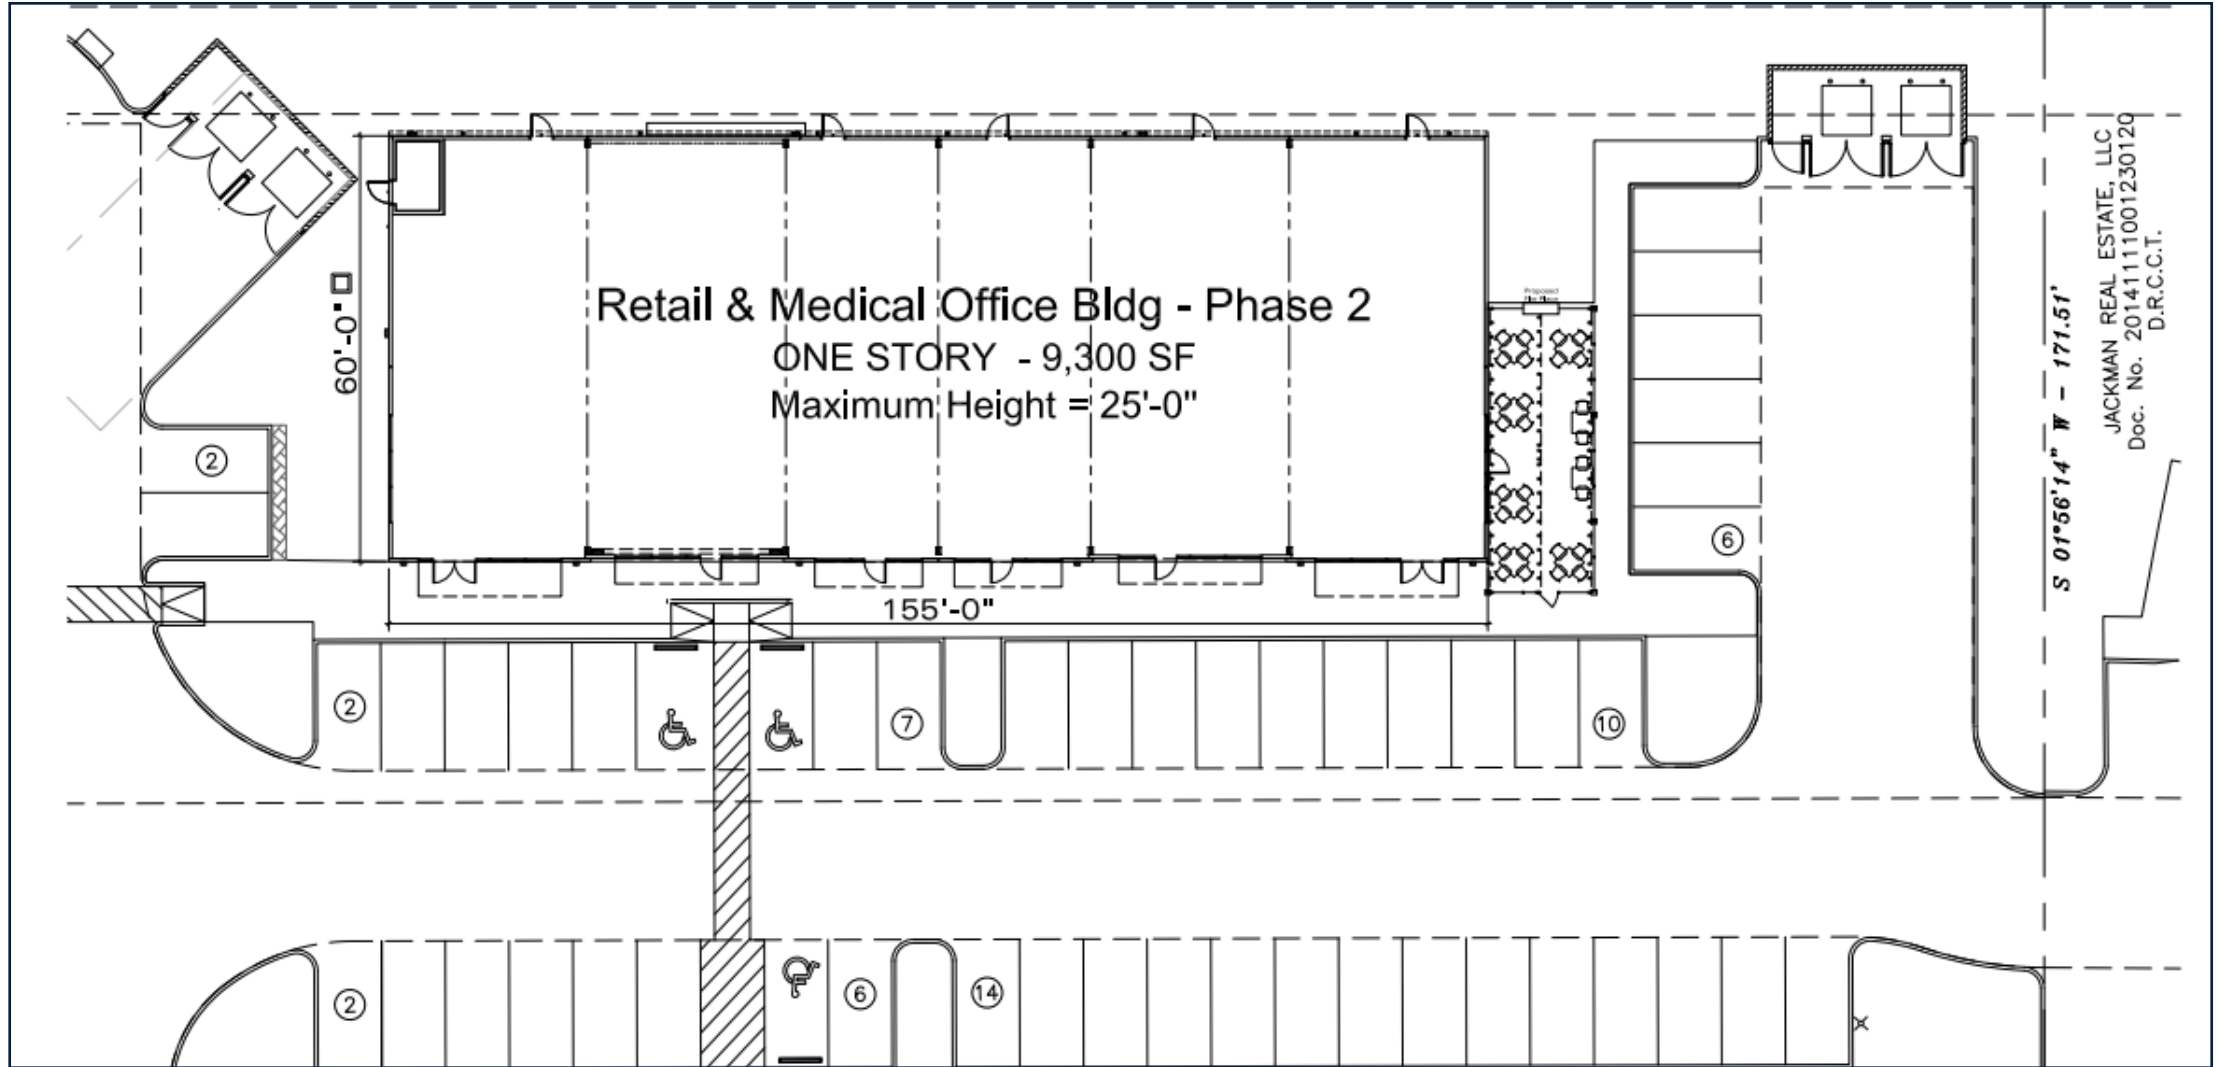 Retail & Medical Office Bldg - Phase 2
ONE STORY - 9,300 SF
Maximum Height = 25'-0"
60'-0"
155'-0"
Proposed
2
6
2
7
10
2
6
14
S 01°56'14" W - 171.51'
JACKMAN REAL ESTATE, LLC
Doc. No. 20141111001230120
D.R.C.C.T.